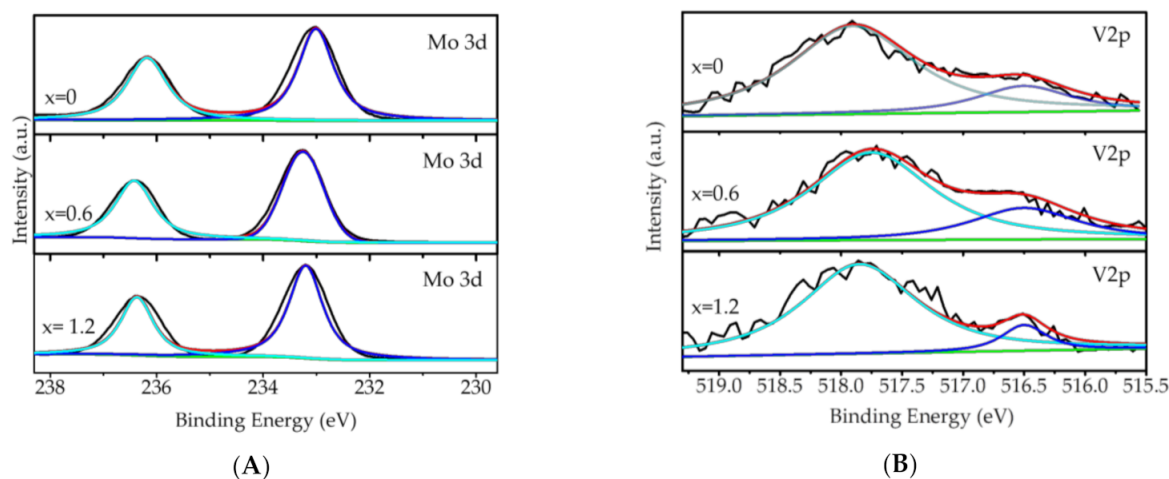 Mo 3d
x=0
Mo 3d
x=0.6
Mo 3d
x= 1.2
Intensity (a.u.)
238 236 234 232 230
Binding Energy (eV)
(A)
V2p
x=0
V2p
x=0.6
V2p
x=1.2
Intensity (a.u.)
519.0 518.5 518.0 517.5 517.0 516.5 516.0 515.5
Binding Energy (eV)
(B)